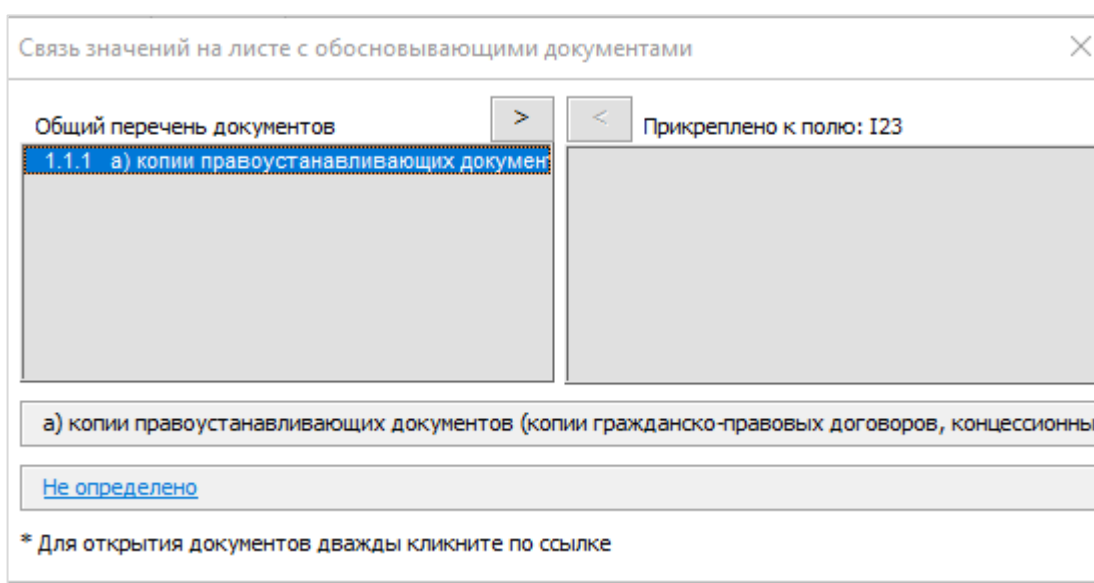 Связь значений на листе с обосновывающими документами
Общий перечень документов
>
<
Прикреплено к полю: I23
1.1.1 а) копии правоустанавливающих докумен
а) копии правоустанавливающих документов (копии гражданско-правовых договоров, концессионны
Не определено
* Для открытия документов дважды кликните по ссылке